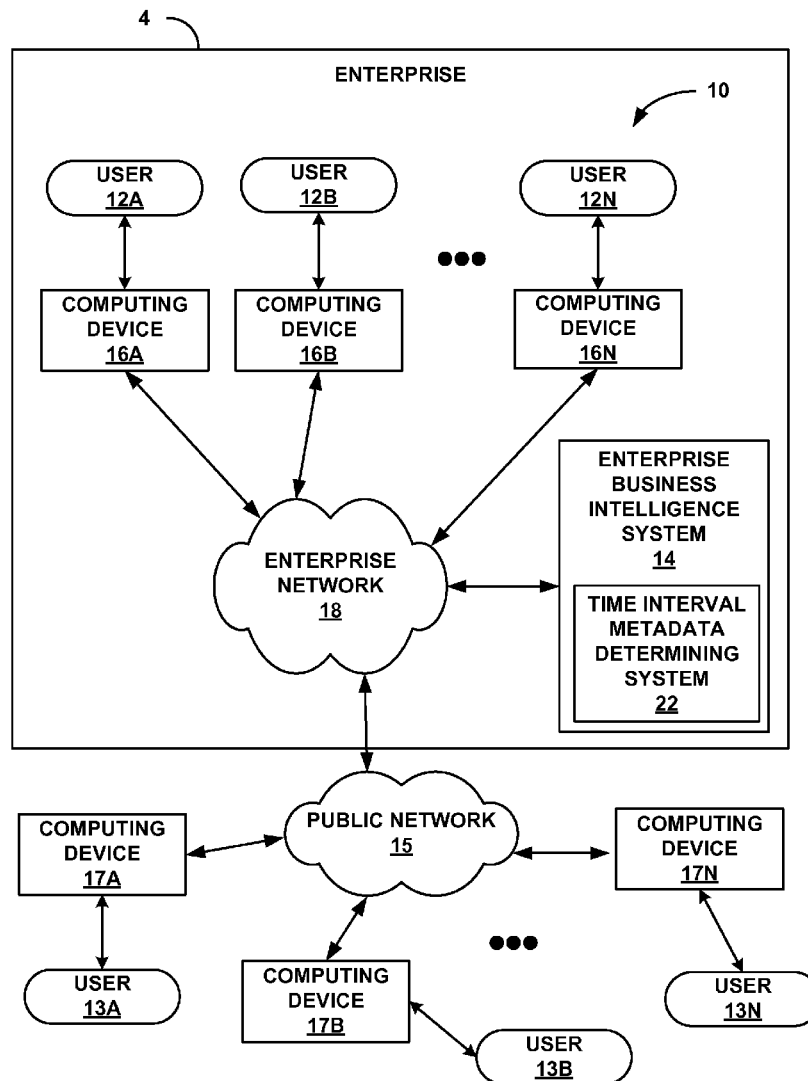 4
ENTERPRISE
10
USER
12A
USER
12B
USER
12N
COMPUTING
DEVICE
16A
COMPUTING
DEVICE
16B
COMPUTING
DEVICE
16N
ENTERPRISE
BUSINESS
INTELLIGENCE
SYSTEM
14
ENTERPRISE
NETWORK
18
TIME INTERVAL
METADATA
DETERMINING
SYSTEM
22
PUBLIC NETWORK
15
COMPUTING
DEVICE
17A
COMPUTING
DEVICE
17N
USER
13A
COMPUTING
DEVICE
17B
USER
13N
USER
13B